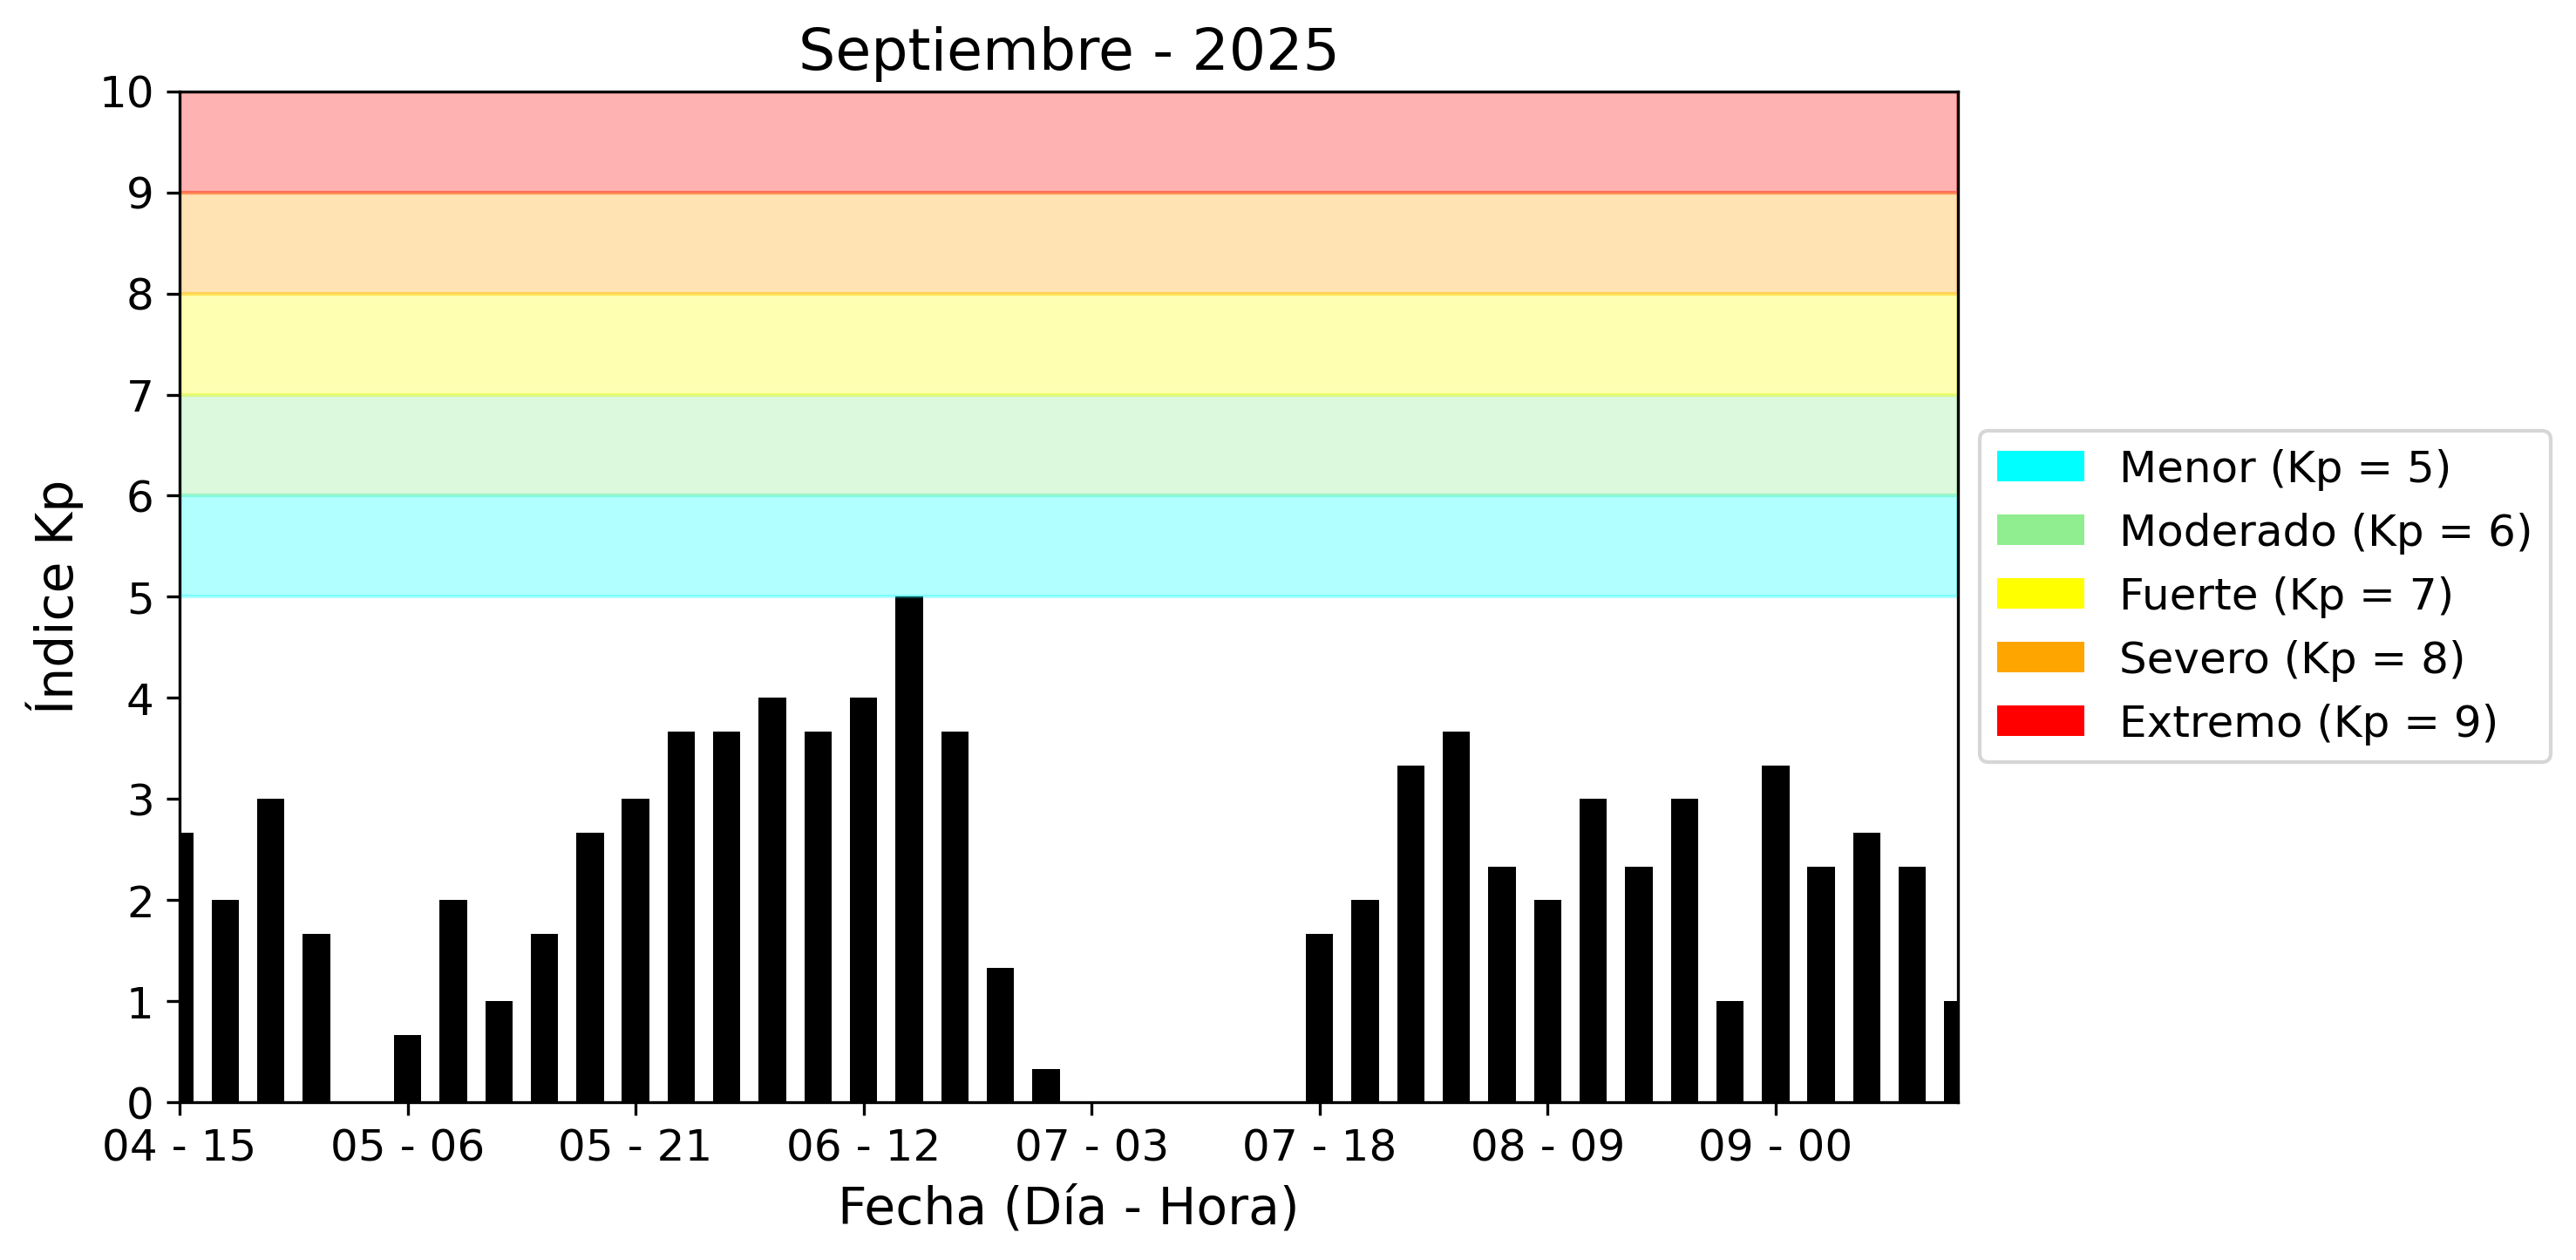 Septiembre - 2025
10
9
8
7
6
5
4
3
2
1
0
Índice Kp
04 - 15
05 - 06
05 - 21
06 - 12
07 - 03
07 - 18
08 - 09
09 - 00
Fecha (Día - Hora)
Menor (Kp = 5)
Moderado (Kp = 6)
Fuerte (Kp = 7)
Severo (Kp = 8)
Extremo (Kp = 9)